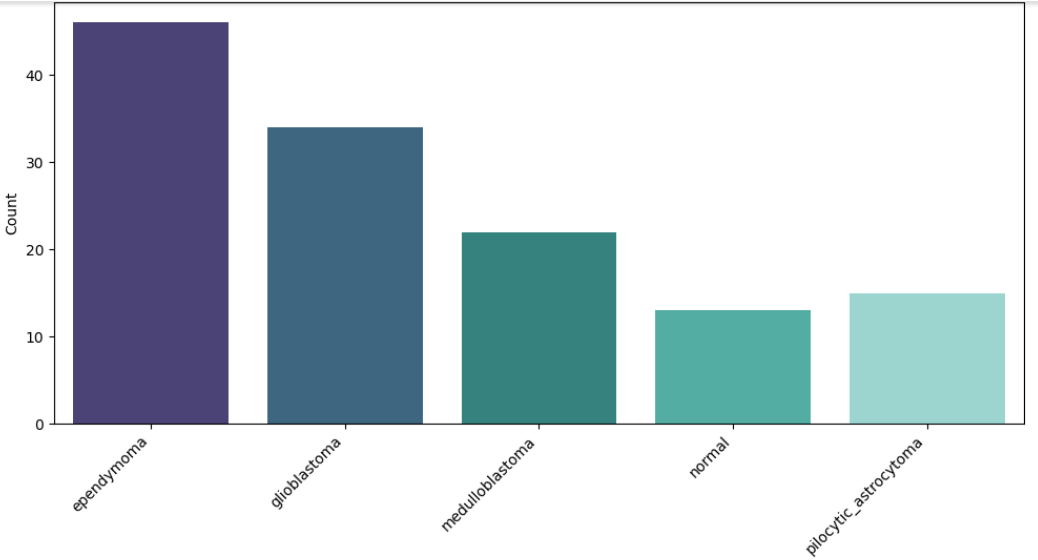 40
30
20
10
0
Count
ependymoma
glioblastoma
medulloblastoma
normal
pilocytic_astrocytoma